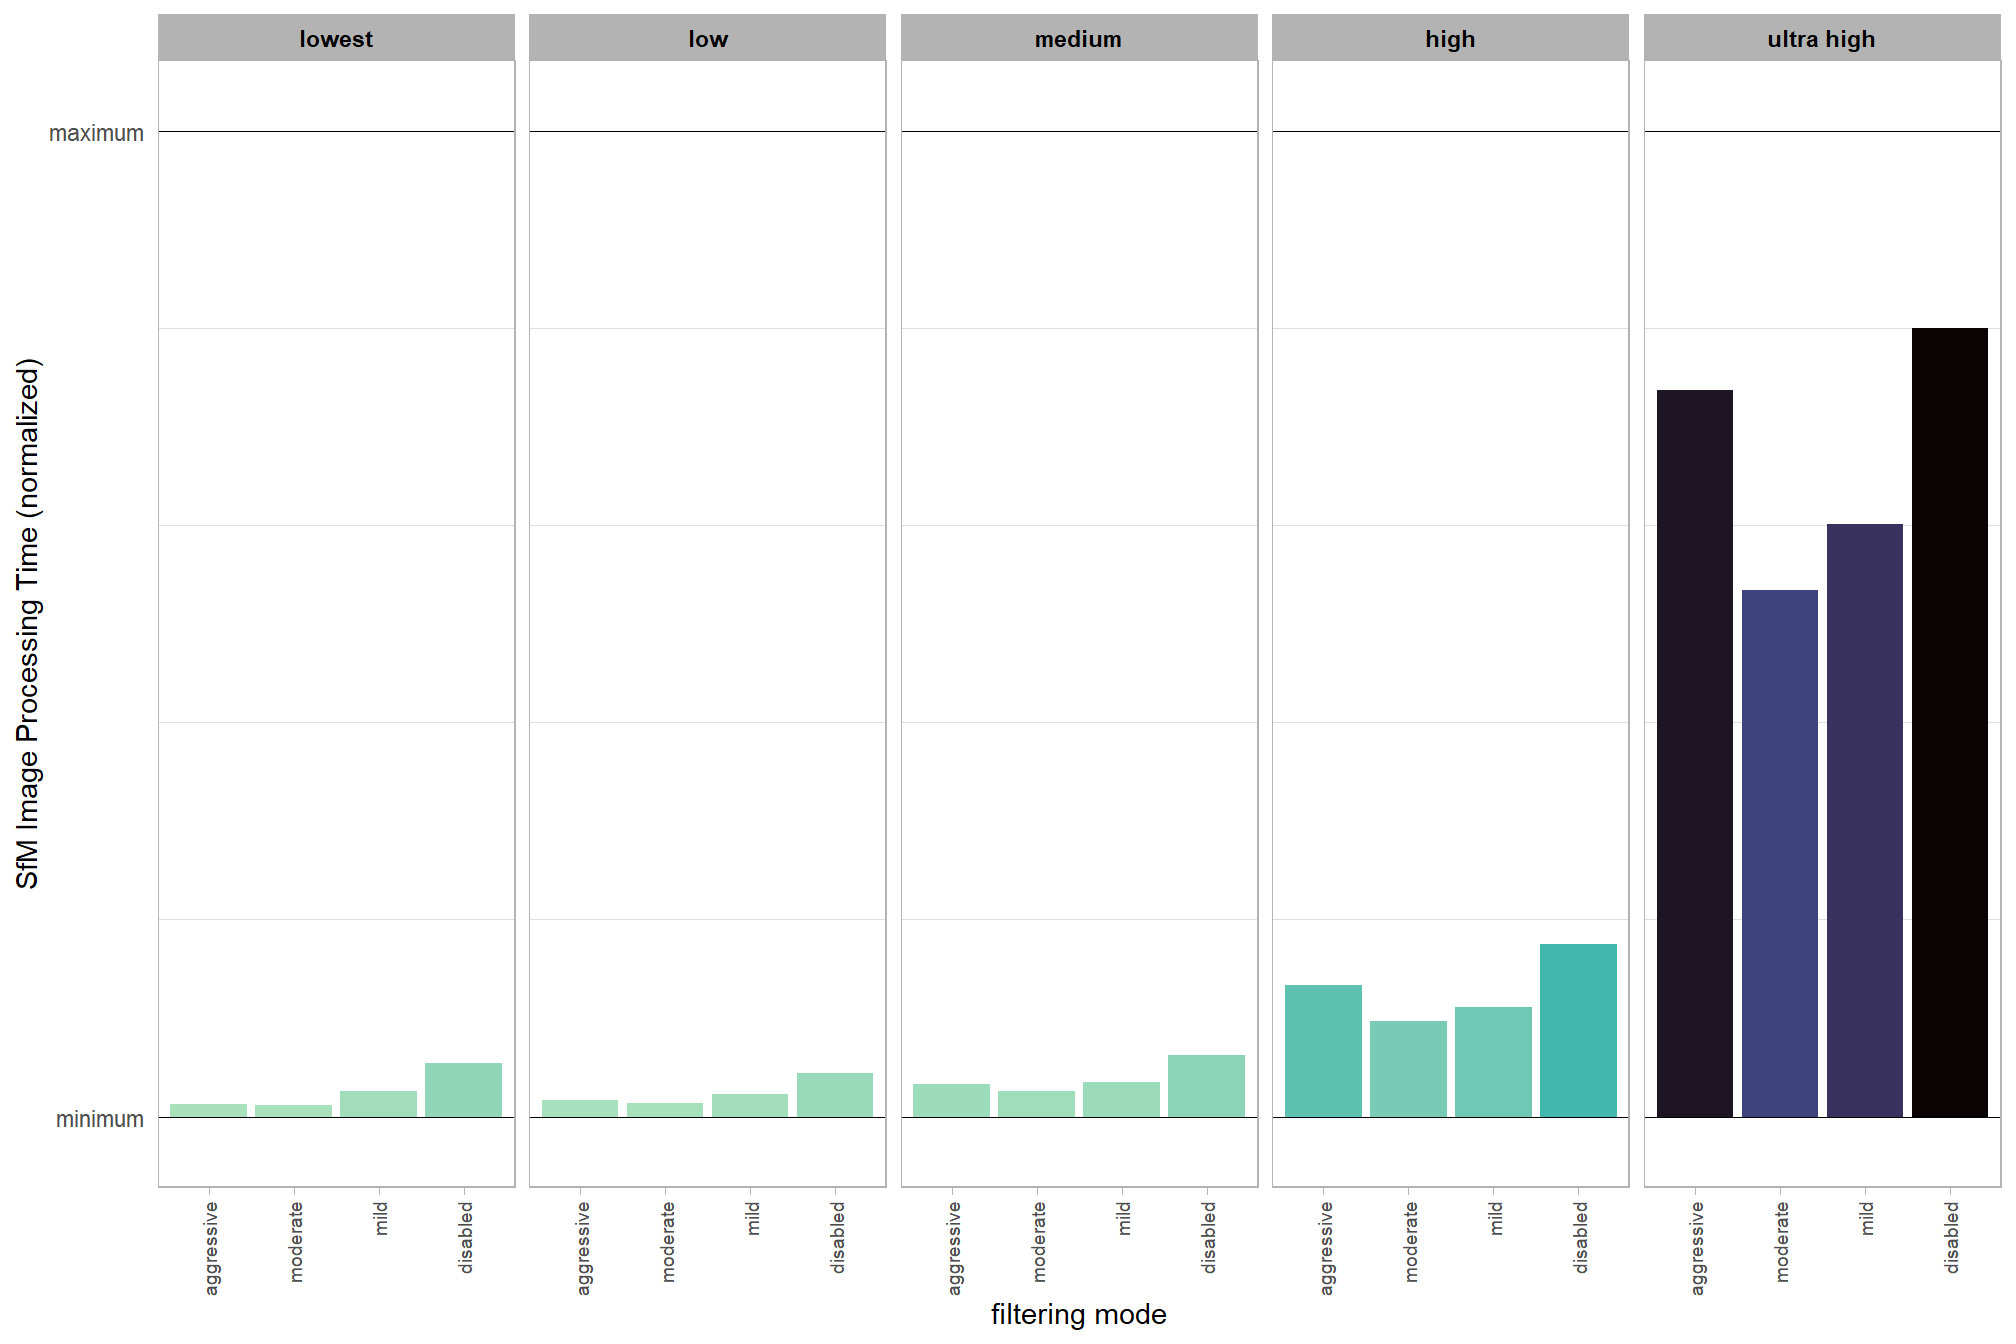 lowest
low
medium
high
ultra high
maximum
minimum
SfM Image Processing Time (normalized)
aggressive
moderate
mild
disabled
aggressive
moderate
mild
disabled
aggressive
moderate
mild
disabled
aggressive
moderate
mild
disabled
aggressive
moderate
mild
disabled
filtering mode